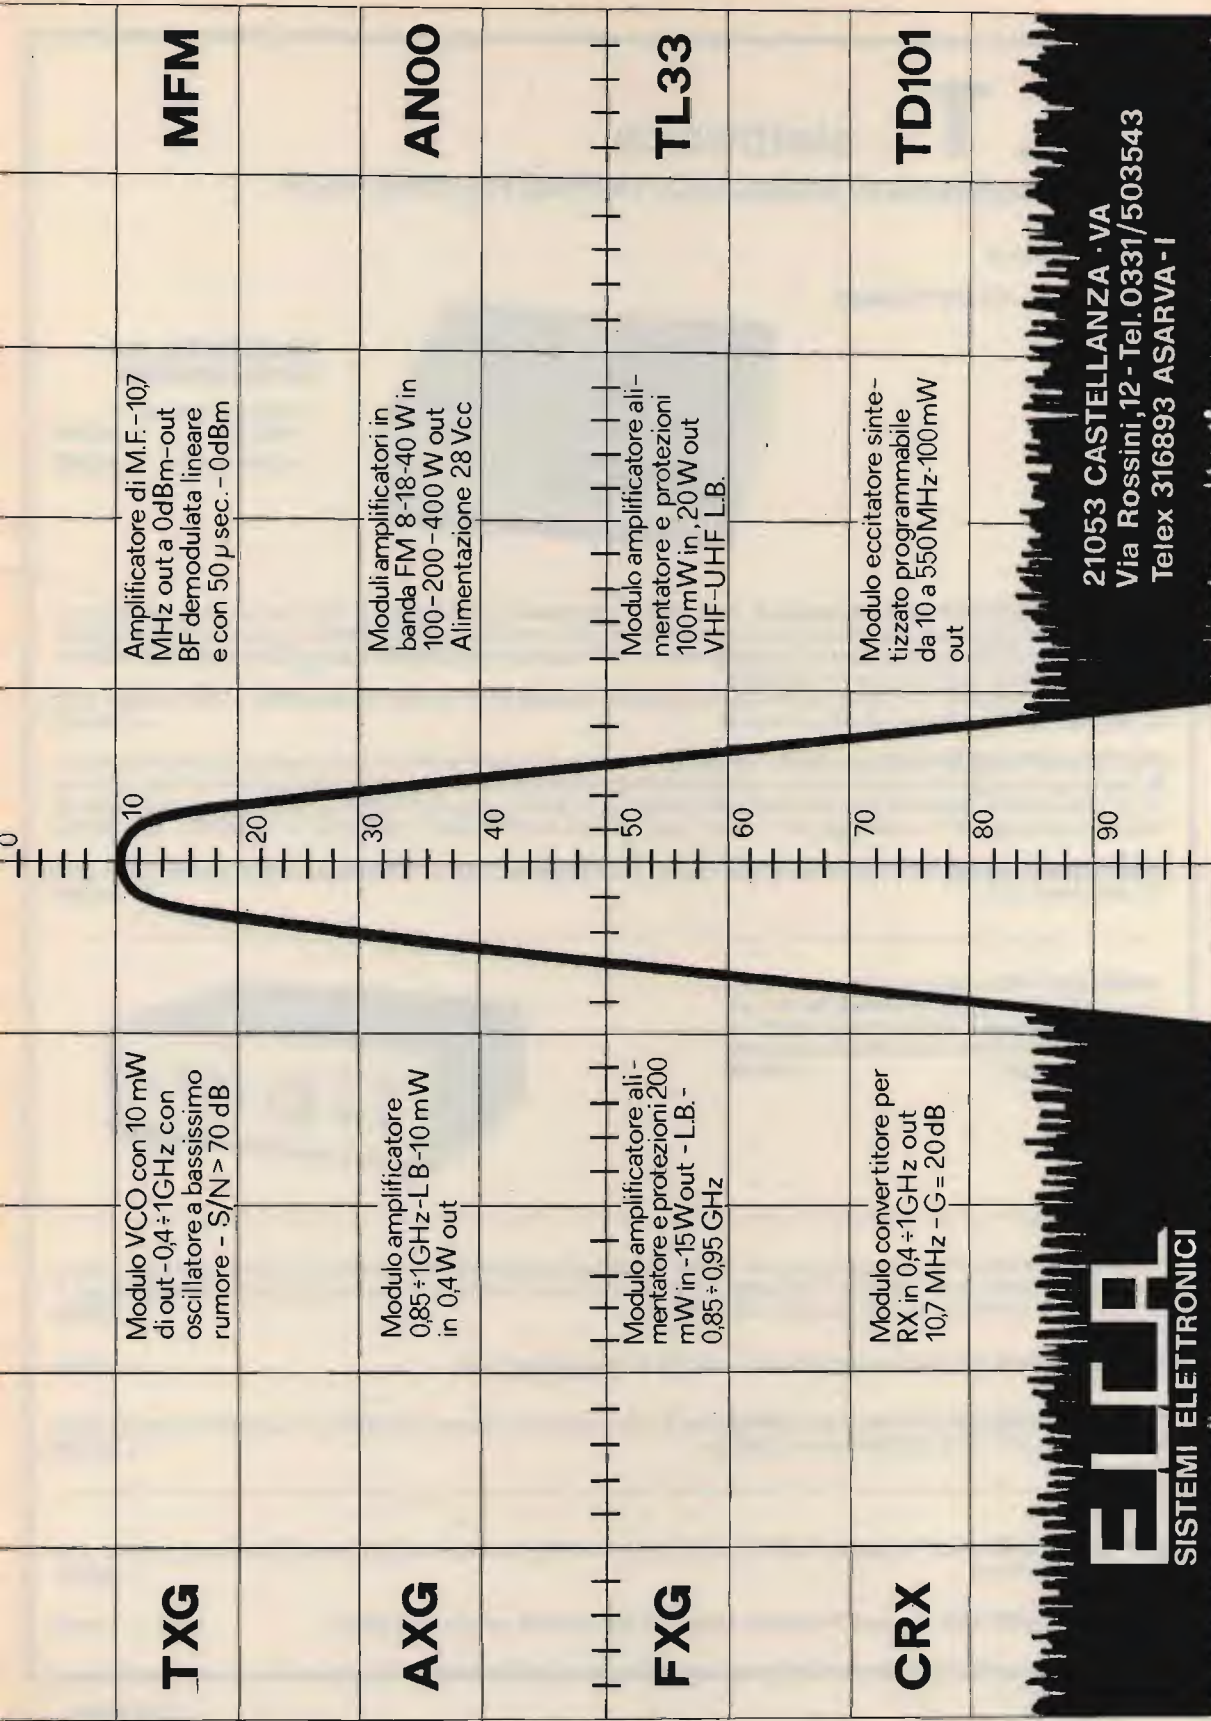 0
10
20
30
40
50
60
70
80
90
TXG
Modulo VCO con 10 mW
di out-0,4÷1GHz con
oscillatore a bassissimo
rumore - S/N > 70 dB
Amplificatore di M.F.-10,7
MHz out a 0dBm-out
BF demodulata lineare
e con 50 µ sec. - 0dBm
MFM
AXG
Modulo amplificatore
0,85÷1GHz-LB-10 mW
in 0,4 W out
Moduli amplificatori in
banda FM 8-18-40 W in
100-200-400 W out
Alimentazione 28 Vcc
AN00
FXG
Modulo amplificatore ali-
mentatore e protezioni 200
mW in-15 W out - L.B.-
0,85÷0,95 GHz
Modulo amplificatore ali-
mentatore e protezioni
100mW in, 20 W out
VHF-UHF L.B.
TL33
CRX
Modulo convertitore per
RX in 0,4÷1GHz out
10,7 MHz - G=20 dB
Modulo eccitatore sinte-
tizzato programmabile
da 10 a 550 MHz-100mW
out
TD101
ELCA
SISTEMI ELETTRONICI
21053 CASTELLANZA · VA
Via Rossini,12-Tel.0331/503543
Telex 316893 ASARVA-I